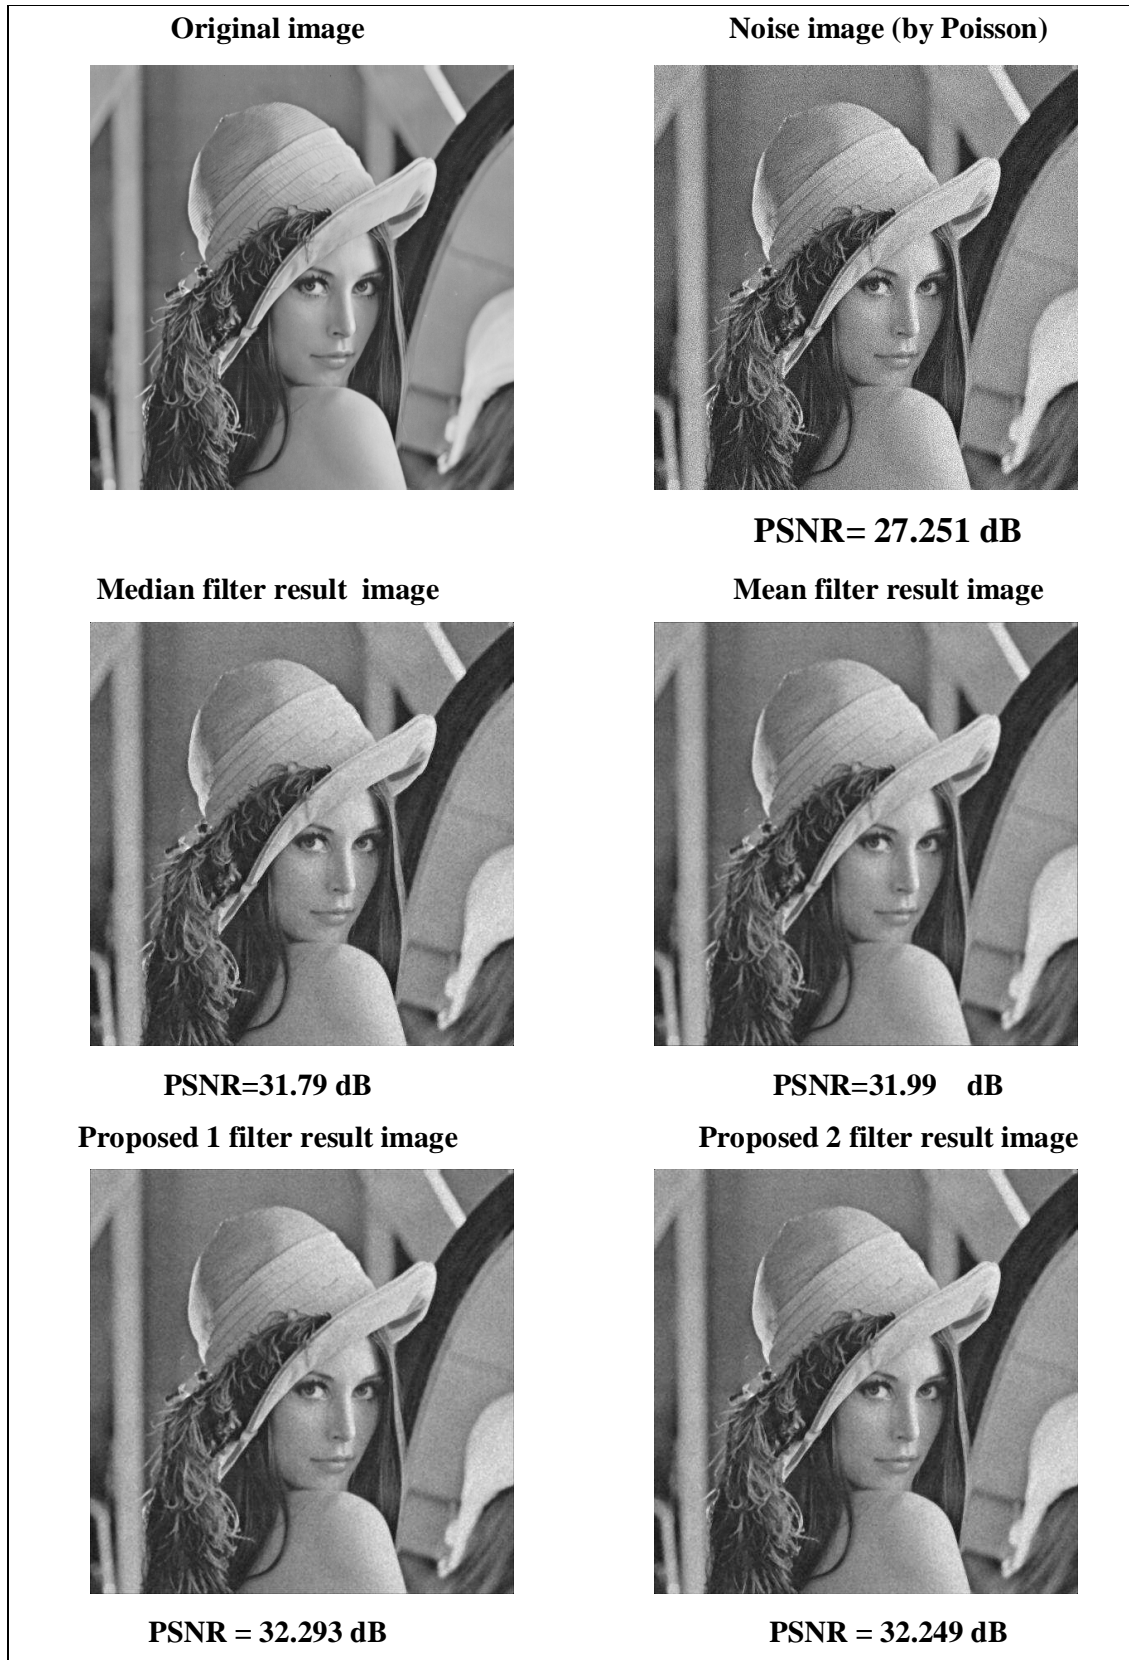 Original image
Noise image (by Poisson)
PSNR= 27.251 dB
Median filter result  image
Mean filter result image
PSNR=31.79 dB
PSNR=31.99    dB
Proposed 1 filter result image
Proposed 2 filter result image
PSNR = 32.293 dB
PSNR = 32.249 dB